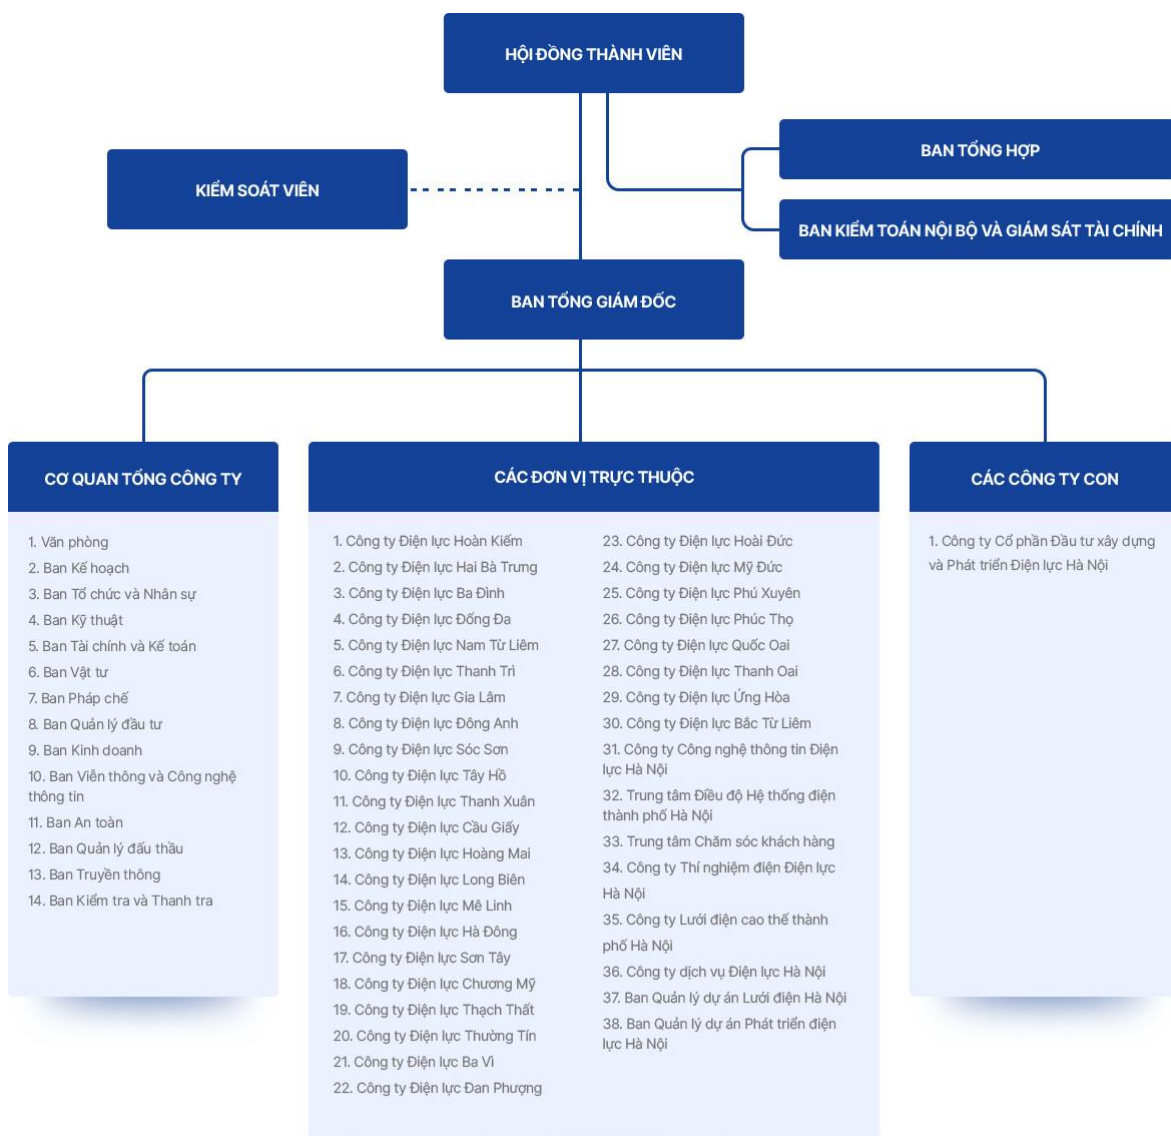 HỘI ĐỒNG THÀNH VIÊN
BAN TỔNG HỢP
KIỂM SOÁT VIÊN
BAN KIỂM TOÁN NỘI BỘ VÀ GIÁM SÁT TÀI CHÍNH
BAN TỔNG GIÁM ĐỐC
CƠ QUAN TỔNG CÔNG TY
1. Văn phòng
2. Ban Kế hoạch
3. Ban Tổ chức và Nhân sự
4. Ban Kỹ thuật
5. Ban Tài chính và Kế toán
6. Ban Vật tư
7. Ban Pháp chế
8. Ban Quản lý đầu tư
9. Ban Kinh doanh
10. Ban Viễn thông và Công nghệ
thông tin
11. Ban An toàn
12. Ban Quản lý đấu thầu
13. Ban Truyền thông
14. Ban Kiểm tra và Thanh tra
CÁC ĐƠN VỊ TRỰC THUỘC
1. Công ty Điện lực Hoàn Kiếm
2. Công ty Điện lực Hai Bà Trưng
3. Công ty Điện lực Ba Đình
4. Công ty Điện lực Đống Đa
5. Công ty Điện lực Nam Từ Liêm
6. Công ty Điện lực Thanh Trì
7. Công ty Điện lực Gia Lâm
8. Công ty Điện lực Đông Anh
9. Công ty Điện lực Sóc Sơn
10. Công ty Điện lực Tây Hồ
11. Công ty Điện lực Thanh Xuân
12. Công ty Điện lực Cầu Giấy
13. Công ty Điện lực Hoàng Mai
14. Công ty Điện lực Long Biên
15. Công ty Điện lực Mê Linh
16. Công ty Điện lực Hà Đông
17. Công ty Điện lực Sơn Tây
18. Công ty Điện lực Chương Mỹ
19. Công ty Điện lực Thạch Thất
20. Công ty Điện lực Thường Tín
21. Công ty Điện lực Ba Vì
22. Công ty Điện lực Đan Phượng
23. Công ty Điện lực Hoài Đức
24. Công ty Điện lực Mỹ Đức
25. Công ty Điện lực Phú Xuyên
26. Công ty Điện lực Phúc Thọ
27. Công ty Điện lực Quốc Oai
28. Công ty Điện lực Thanh Oai
29. Công ty Điện lực Ứng Hòa
30. Công ty Điện lực Bắc Từ Liêm
31. Công ty Công nghệ thông tin Điện
lực Hà Nội
32. Trung tâm Điều độ Hệ thống điện
thành phố Hà Nội
33. Trung tâm Chăm sóc khách hàng
34. Công ty Thí nghiệm điện Điện lực
Hà Nội
35. Công ty Lưới điện cao thế thành
phố Hà Nội
36. Công ty dịch vụ Điện lực Hà Nội
37. Ban Quản lý dự án Lưới điện Hà Nội
38. Ban Quản lý dự án Phát triển điện
lực Hà Nội
CÁC CÔNG TY CON
1. Công ty Cổ phần Đầu tư xây dựng
và Phát triển Điện lực Hà Nội